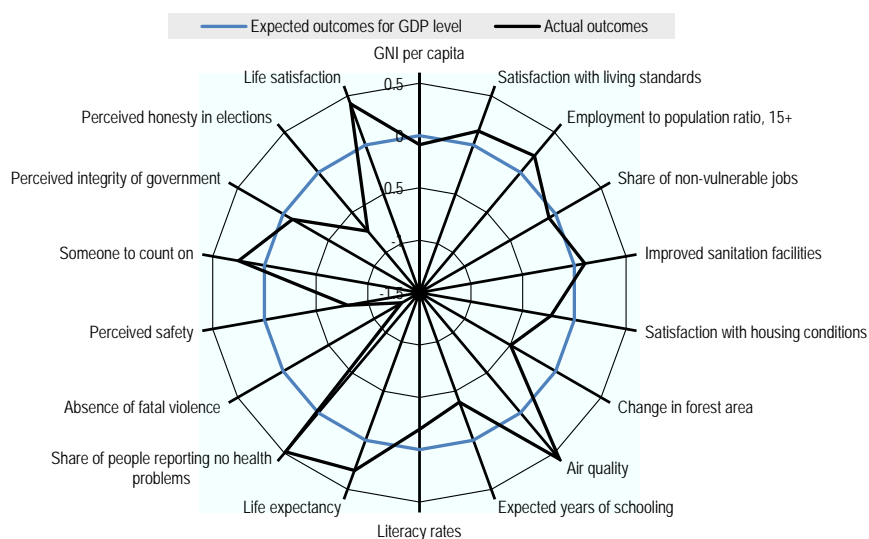 Expected outcomes for GDP level
Actual outcomes
GNI per capita
Life satisfaction
Satisfaction with living standards
0.5
Perceived honesty in elections
Employment to population ratio, 15+
0
Perceived integrity of government
Share of non-vulnerable jobs
0.5
Someone to count on
Improved sanitation facilities
-1.5
Perceived safety
Satisfaction with housing conditions
Absence of fatal violence
Change in forest area
Share of people reporting no health
problems
Air quality
Life expectancy
Expected years of schooling
Literacy rates